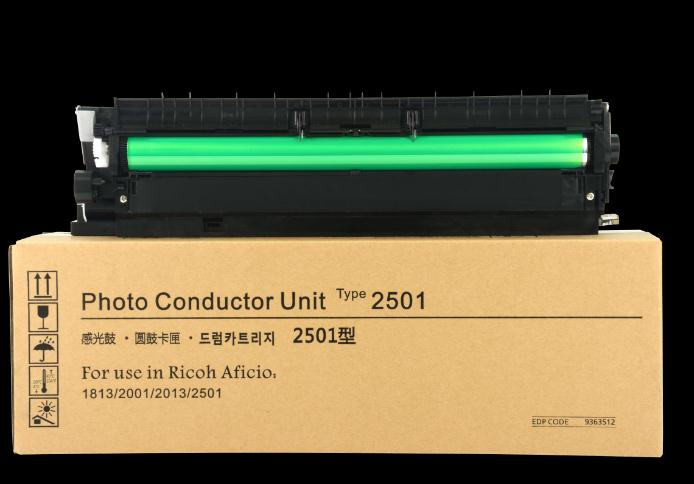 Photo Conductor Unit Type 2501
感光鼓・圆鼓卡匣・드럼카트리지 2501型
For use in Ricoh Aficio:
1813/2001/2013/2501
EDP CODE 9363512